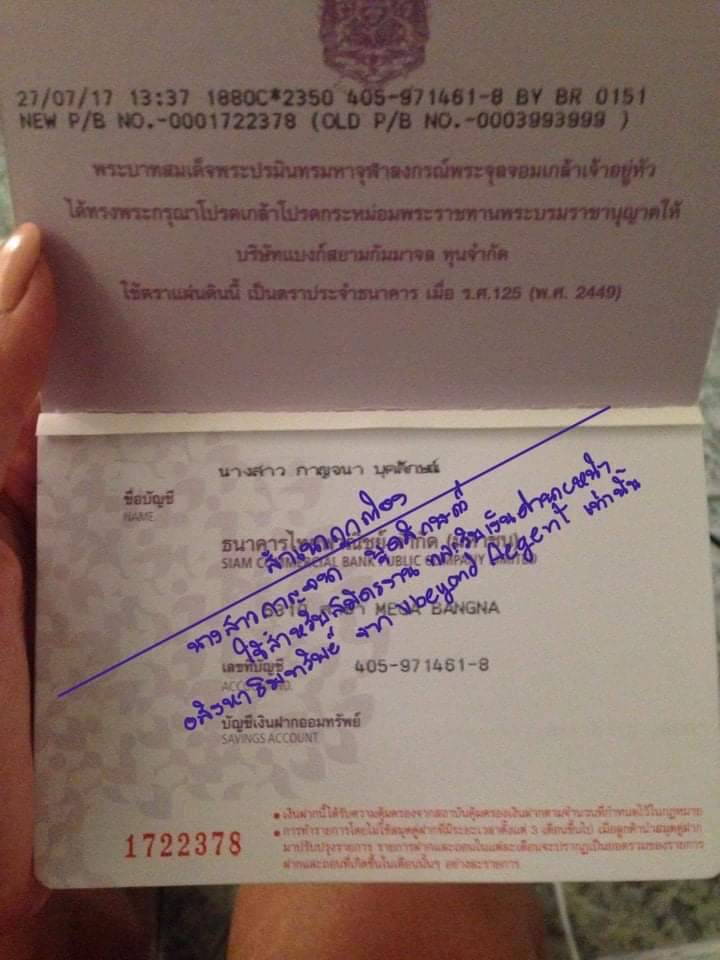 27/07/17 13:37 1880C*2350 405-971461-8 BY BR 0151
NEW P/B NO.-0001722378 (OLD P/B NO.-0003993999 )
พระบาทสมเด็จพระปรมินทรมหาจุฬาลงกรณ์พระจุลจอมเกล้าเจ้าอยู่หัว
ได้ทรงพระกรุณาโปรดเกล้าโปรดกระหม่อมพระราชทานพระบรมราชานุญาตให้
บริษัทแบงก์สยามกัมมาจล ทุนจำกัด
ใช้ตราแผ่นดินนี้ เป็นตราประจำธนาคาร เมื่อ ร.ศ.125 (พ.ศ. 2449)
นางสาว กาญจนา บุคลักษณ์
ชื่อบัญชี
NAME
ธนาคารไทยพาณิชย์ จำกัด (มหาชน)
SIAM COMMERCIAL BANK PUBLIC COMPANY LIMITED
สำเนาถูกต้อง
นางสาวกาญจนา
MEGA BANGNA
ใช้สำหรับสมัครงาน
อสังหาริมทรัพย์ จาก Vbeyond Aegent เท่านั้น
เลขที่บัญชี 405-971461-8
ACCOUNT NO.
บัญชีเงินฝากออมทรัพย์
SAVINGS ACCOUNT
1722378
• เงินฝากนี้ได้รับความคุ้มครองจากสถาบันคุ้มครองเงินฝากตามจำนวนที่กำหนดไว้ในกฎหมาย
• การทำรายการโดยไม่ใช้สมุดคู่ฝากที่มีระยะเวลาตั้งแต่ 3 เดือนขึ้นไป เมื่อลูกค้านำสมุดคู่ฝาก
มาปรับปรุงรายการ รายการฝากและถอนในแต่ละเดือนจะปรากฏเป็นยอดรวมของรายการ
ฝากและถอนที่เกิดขึ้นในเดือนนั้นๆ อย่างละรายการ